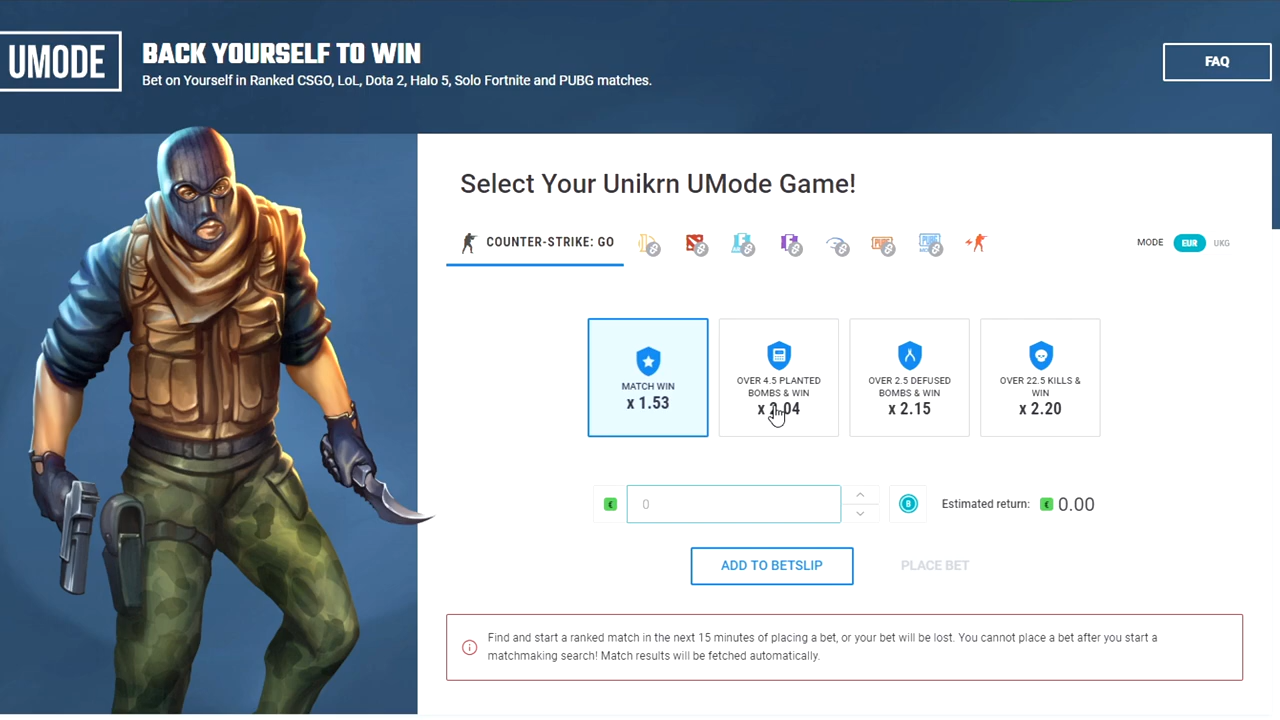 UMODE
BACK YOURSELF TO WIN
Bet on Yourself in Ranked CSGO, LoL, Dota 2, Halo 5, Solo Fortnite and PUBG matches.
FAQ
Select Your Unikrn UMode Game!
COUNTER-STRIKE: GO
MODE EUR UKG
MATCH WIN
x 1.53
OVER 4.5 PLANTED
BOMBS & WIN
x 2.04
OVER 2.5 DEFUSED
BOMBS & WIN
x 2.15
OVER 22.5 KILLS &
WIN
x 2.20
€ 0
Estimated return: € 0.00
ADD TO BETSLIP
PLACE BET
Find and start a ranked match in the next 15 minutes of placing a bet, or your bet will be lost. You cannot place a bet after you start a
matchmaking search! Match results will be fetched automatically.